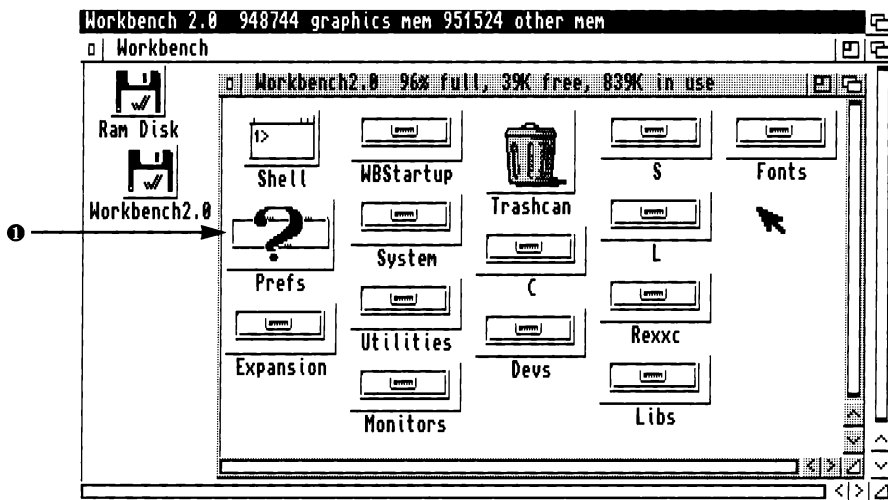 Workbench 2.0 948744 graphics mem 951524 other mem
Workbench
Workbench2.0 96% full, 39K free, 839K in use
Ram Disk
Workbench2.0
1>
Shell
WBStartup
Trashcan
S
Fonts
❶
Prefs
System
C
L
Expansion
Utilities
Devs
Rexxc
Monitors
Libs